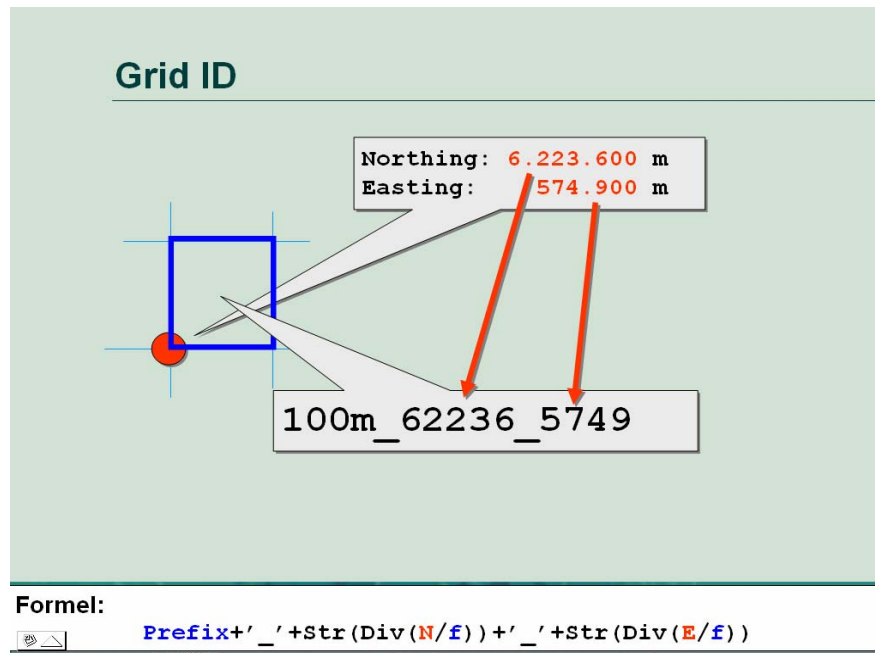 Grid ID
Northing: 6.223.600 m
Easting: 574.900 m
100m_62236_5749
Formel:
Prefix+’_’+Str(Div(N/f))+’_’+Str(Div(E/f))